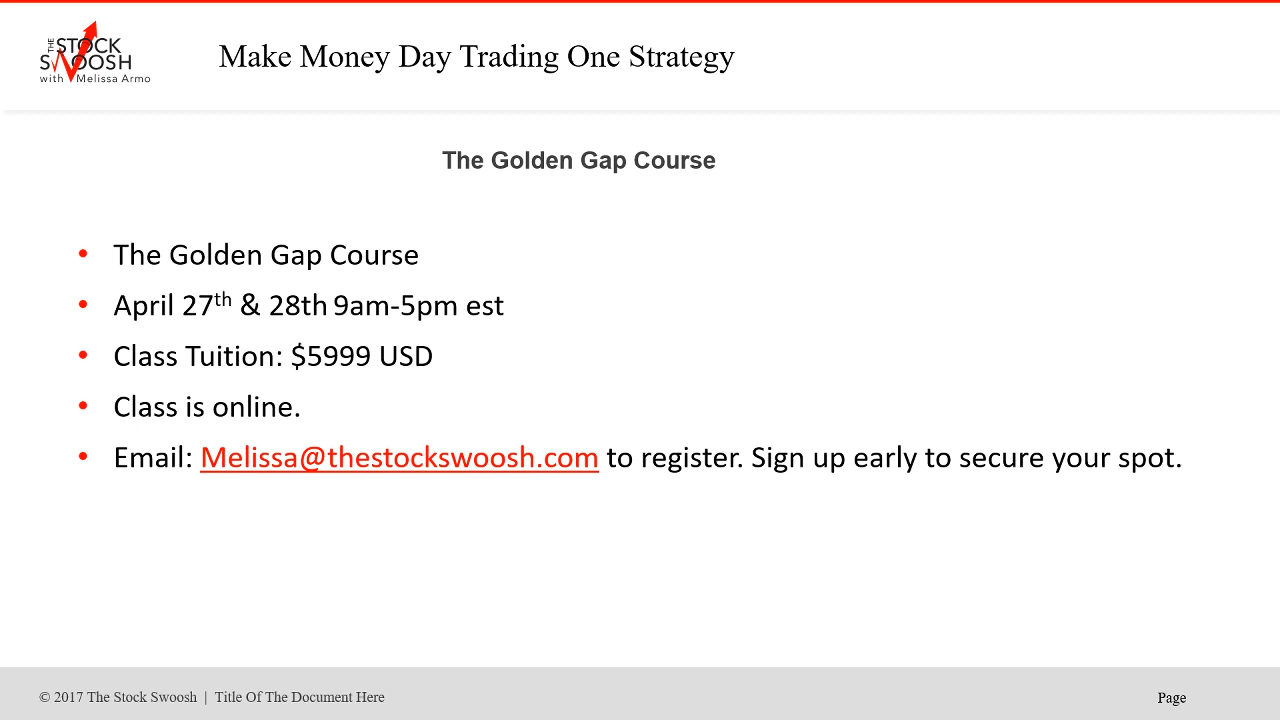 THE STOCK
SWOOSH
with Melissa Armo
Make Money Day Trading One Strategy
The Golden Gap Course
• The Golden Gap Course
• April 27th & 28th 9am-5pm est
• Class Tuition: $5999 USD
• Class is online.
• Email: Melissa@thestockswoosh.com to register. Sign up early to secure your spot.
© 2017 The Stock Swoosh | Title Of The Document Here
Page